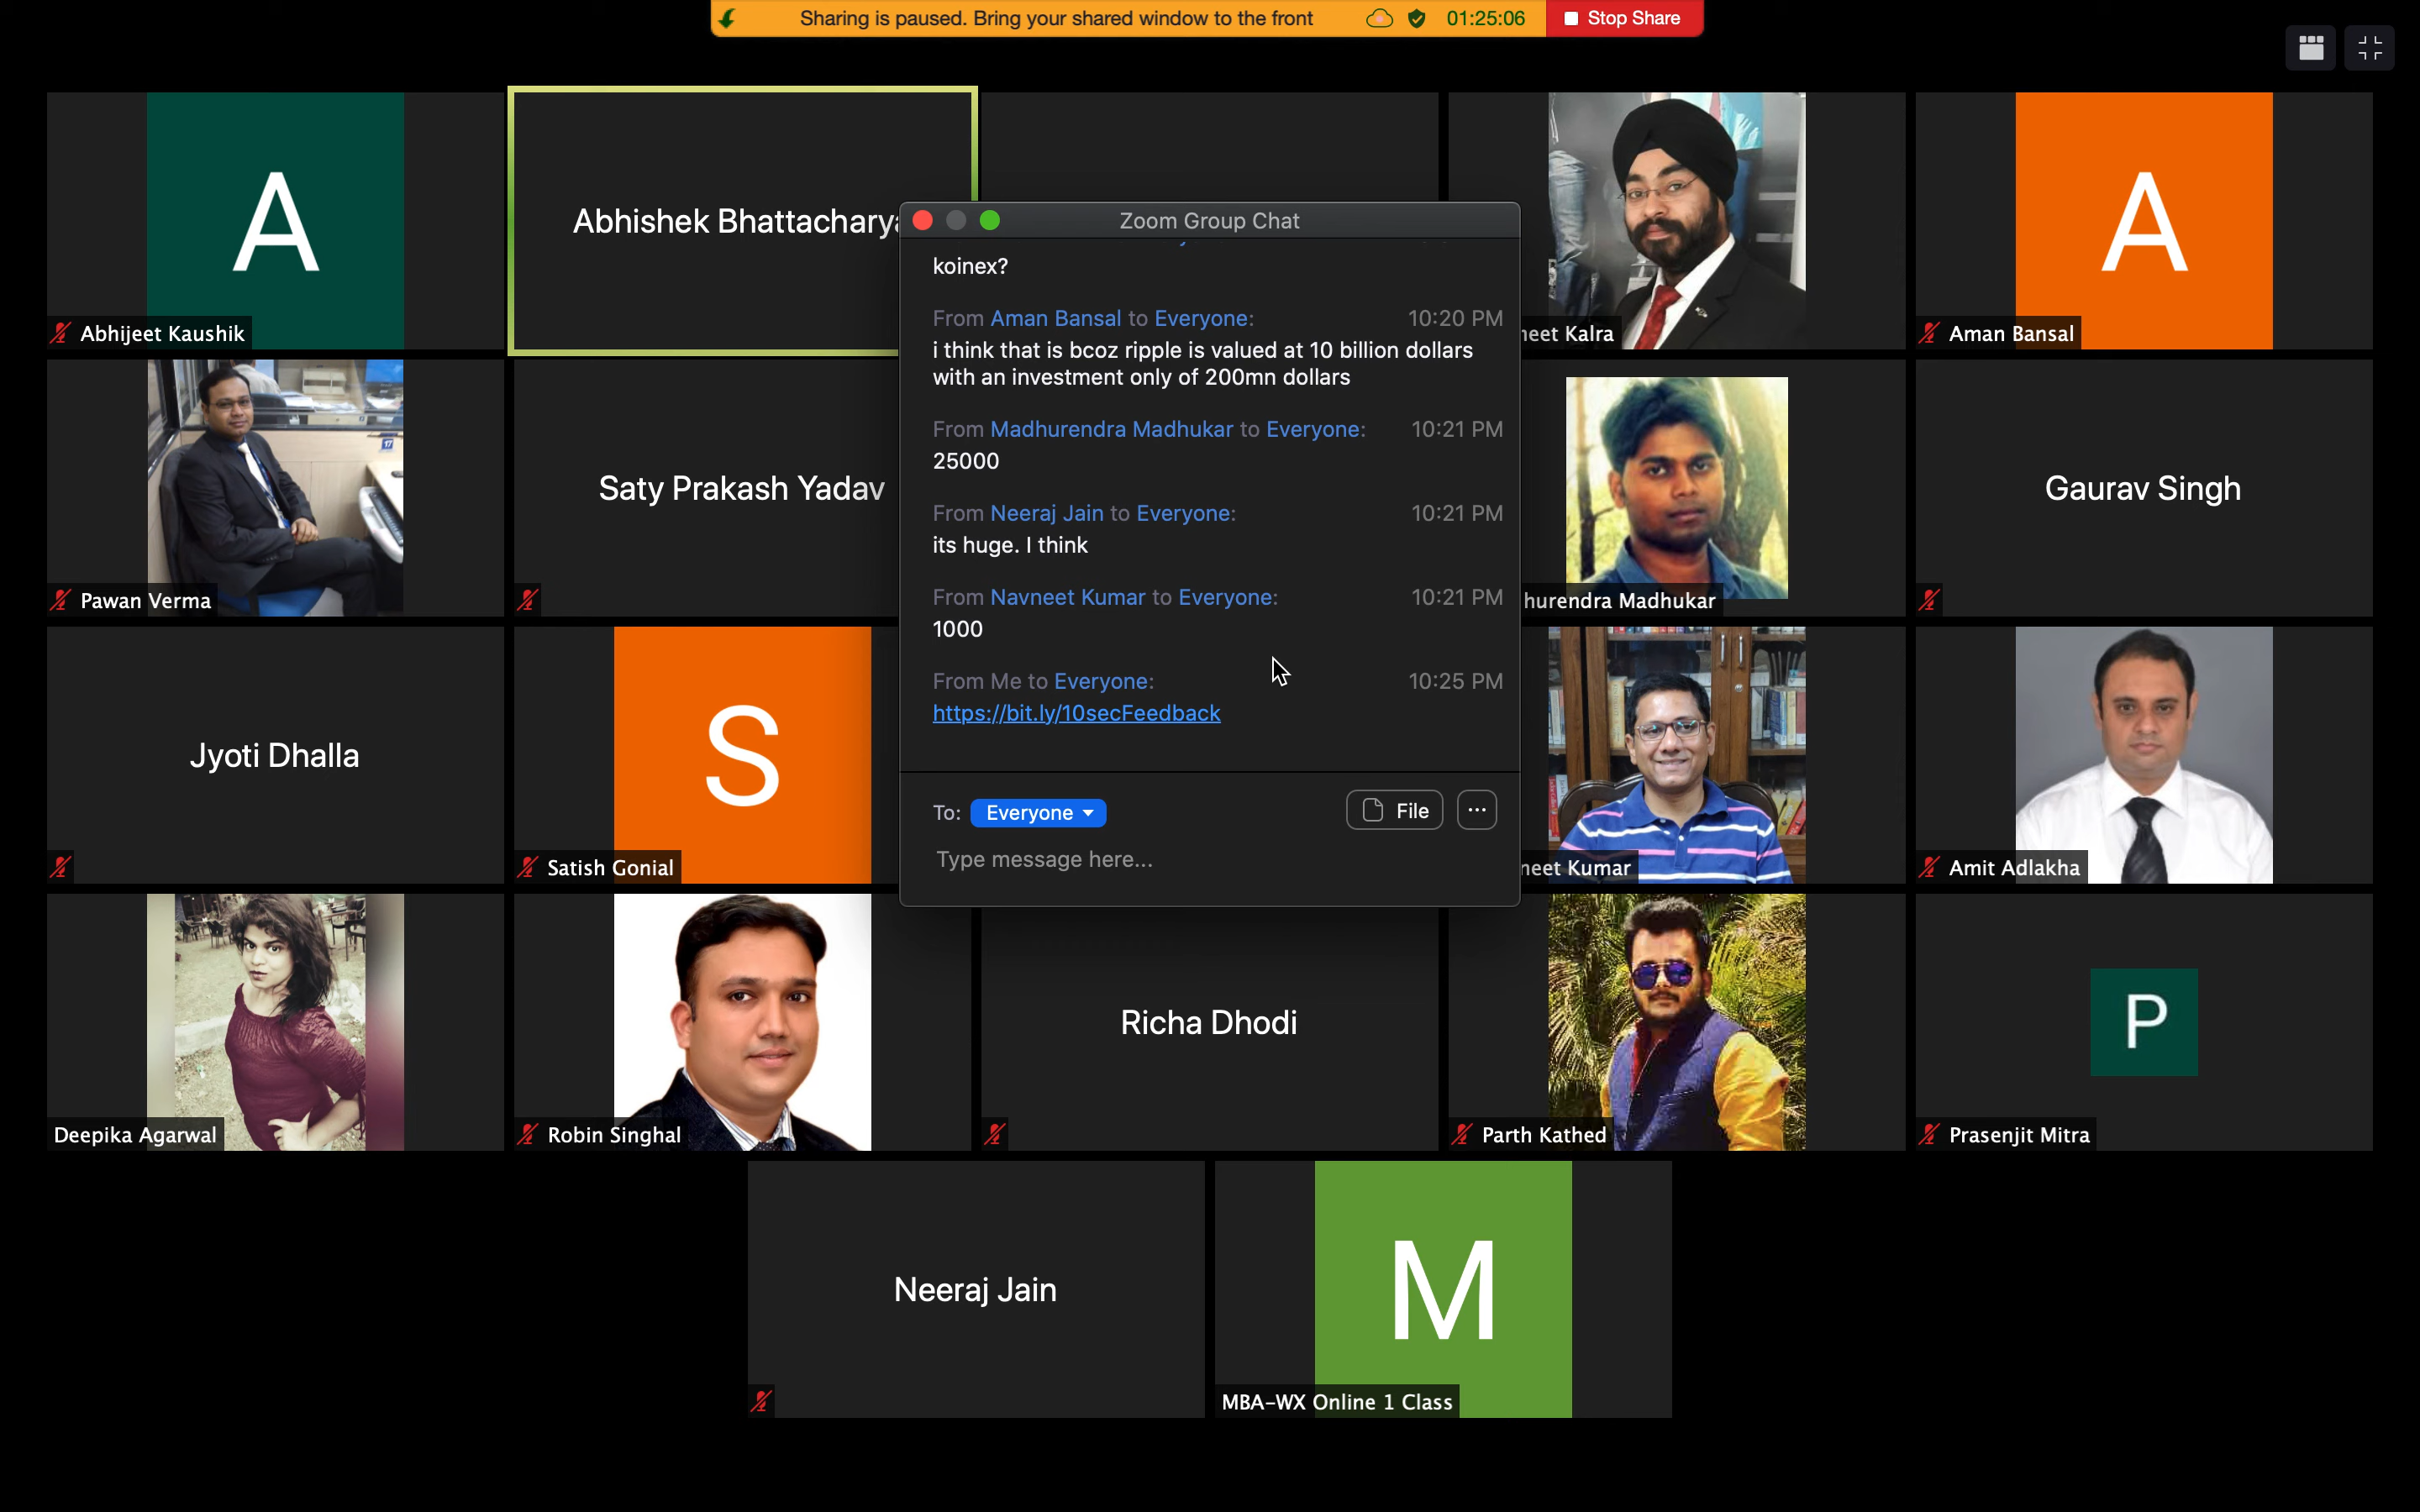 Sharing is paused. Bring your shared window to the front
01:25:06
Stop Share
A
Abhijeet Kaushik
Abhishek Bhattacharya
neet Kalra
A
Aman Bansal
Pawan Verma
Saty Prakash Yadav
hurendra Madhukar
Gaurav Singh
Jyoti Dhalla
S
Satish Gonial
neet Kumar
Amit Adlakha
Deepika Agarwal
Robin Singhal
Richa Dhodi
Parth Kathed
P
Prasenjit Mitra
Neeraj Jain
M
MBA-WX Online 1 Class
Zoom Group Chat
koinex?
From Aman Bansal to Everyone: 10:20 PM
i think that is bcoz ripple is valued at 10 billion dollars
with an investment only of 200mn dollars
From Madhurendra Madhukar to Everyone: 10:21 PM
25000
From Neeraj Jain to Everyone: 10:21 PM
its huge. I think
From Navneet Kumar to Everyone: 10:21 PM
1000
From Me to Everyone: 10:25 PM
https://bit.ly/10secFeedback
To: Everyone
File
Type message here...